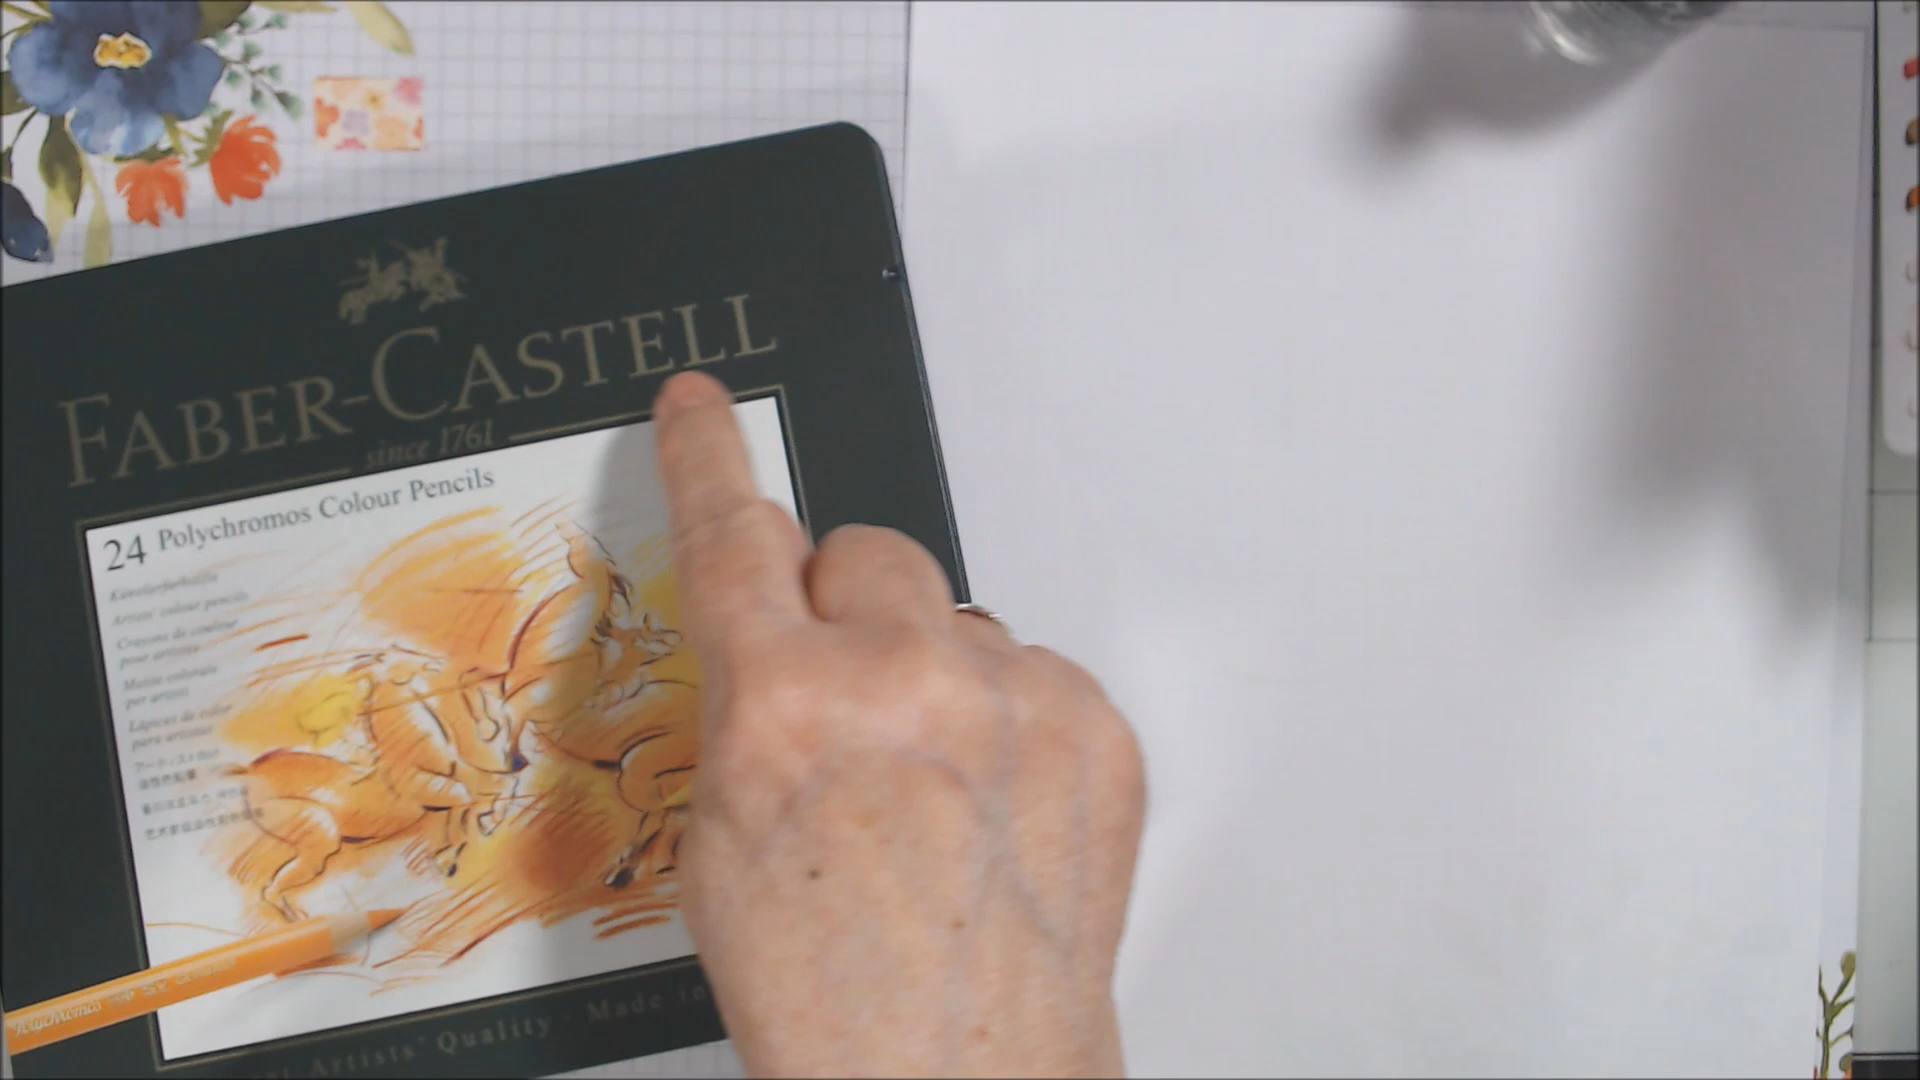 FABER-CASTELL
since 1761
24 Polychromos Colour Pencils
Künstlerfarbstifte
Artists' colour pencils
Crayons de couleur
pour artistes
Matite colorate
per artisti
Lápices de color
para artistas
Polychromos
Artists' Quality · Made in